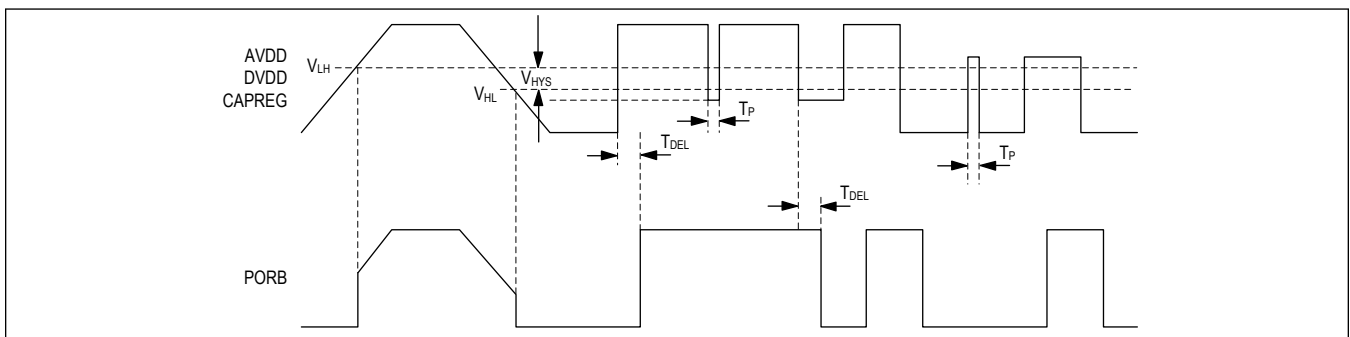 AVDD
DVDD
CAPREG
VLH
VHYS
VHL
TP
TDEL
TDEL
TP
PORB